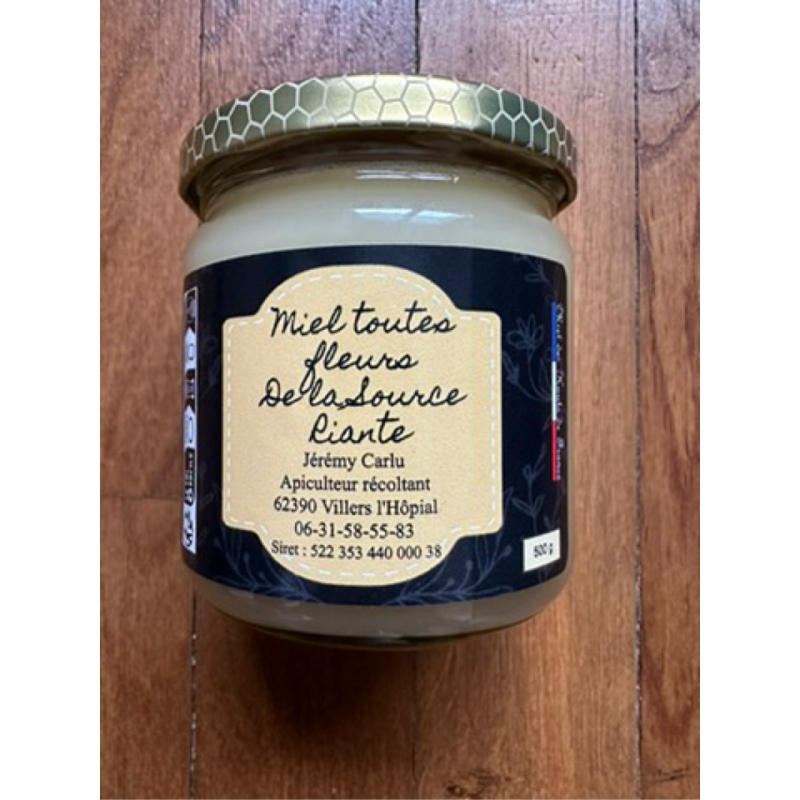 Miel toutes
fleurs
De la Source
Riante
Jérémy Carlu
Apiculteur récoltant
62390 Villers l'Hôpial
06-31-58-55-83
Siret : 522 353 440 000 38
500 g